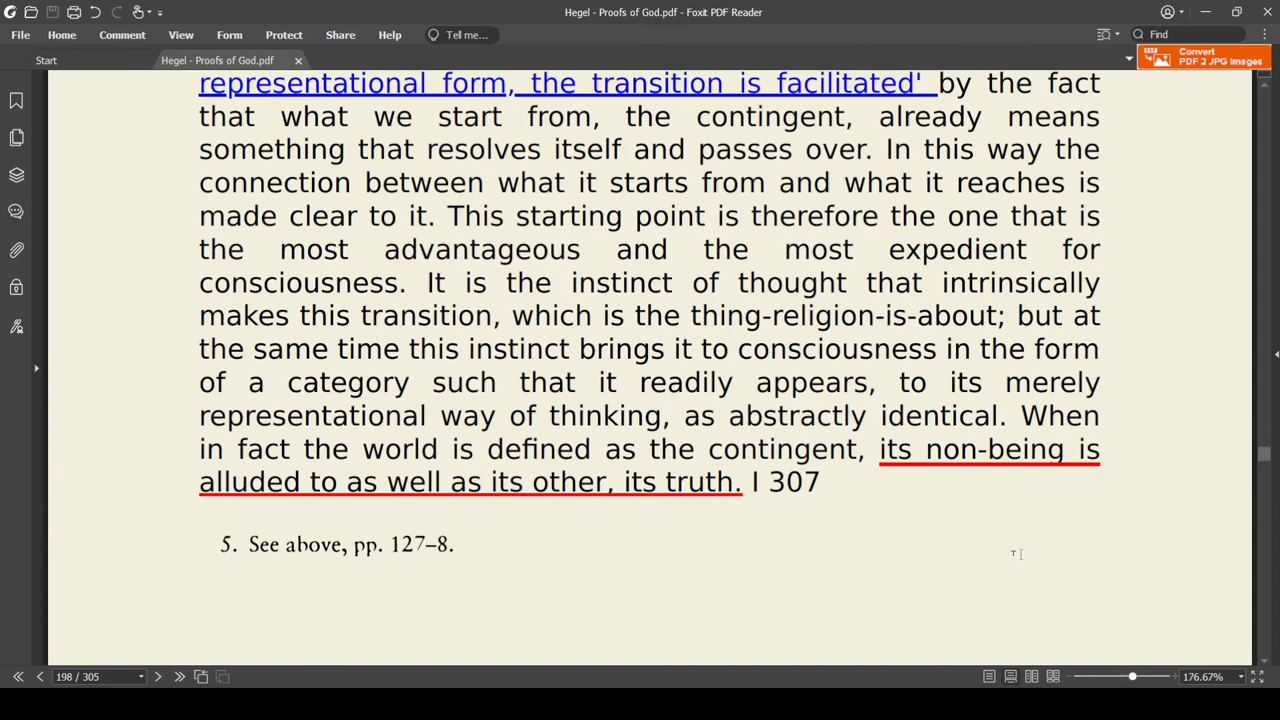 Hegel - Proofs of God.pdf - Foxit PDF Reader
File Home Comment View Form Protect Share Help Tell me... Find
Start Hegel - Proofs of God.pdf
Convert
PDF 2 JPG Images
representational form, the transition is facilitated' by the fact
that what we start from, the contingent, already means
something that resolves itself and passes over. In this way the
connection between what it starts from and what it reaches is
made clear to it. This starting point is therefore the one that is
the most advantageous and the most expedient for
consciousness. It is the instinct of thought that intrinsically
makes this transition, which is the thing-religion-is-about; but at
the same time this instinct brings it to consciousness in the form
of a category such that it readily appears, to its merely
representational way of thinking, as abstractly identical. When
in fact the world is defined as the contingent, its non-being is
alluded to as well as its other, its truth. I 307
5. See above, pp. 127–8.
198 / 305 176.67%